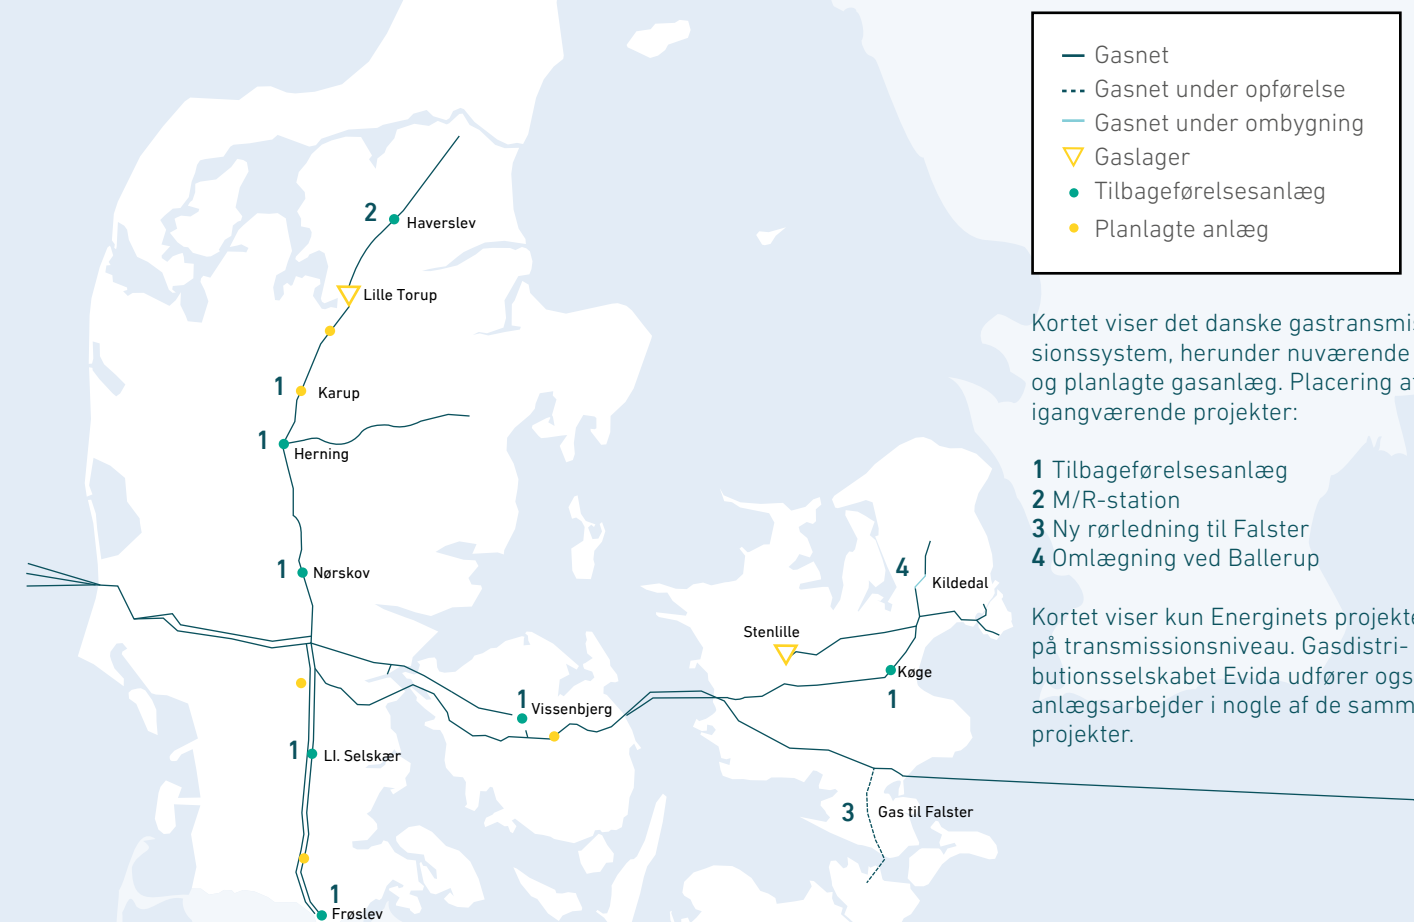 Gasnet
Gasnet under opførelse
Gasnet under ombygning
Gaslager
Tilbageførelsesanlæg
Planlagte anlæg
2
Haverslev
Lille Torup
1
Karup
1
Herning
1
Nørskov
1
Vissenbjerg
1
Ll. Selskær
1
Frøslev
4
Kildedal
Stenlille
Køge
1
3
Gas til Falster
Kortet viser det danske gastransmis
sionssystem, herunder nuværende
og planlagte gasanlæg. Placering af
igangværende projekter:
1 Tilbageførelsesanlæg
2 M/R-station
3 Ny rørledning til Falster
4 Omlægning ved Ballerup
Kortet viser kun Energinets projekte
på transmissionsniveau. Gasdistri-
butionsselskabet Evida udfører ogs
anlægsarbejder i nogle af de samm
projekter.